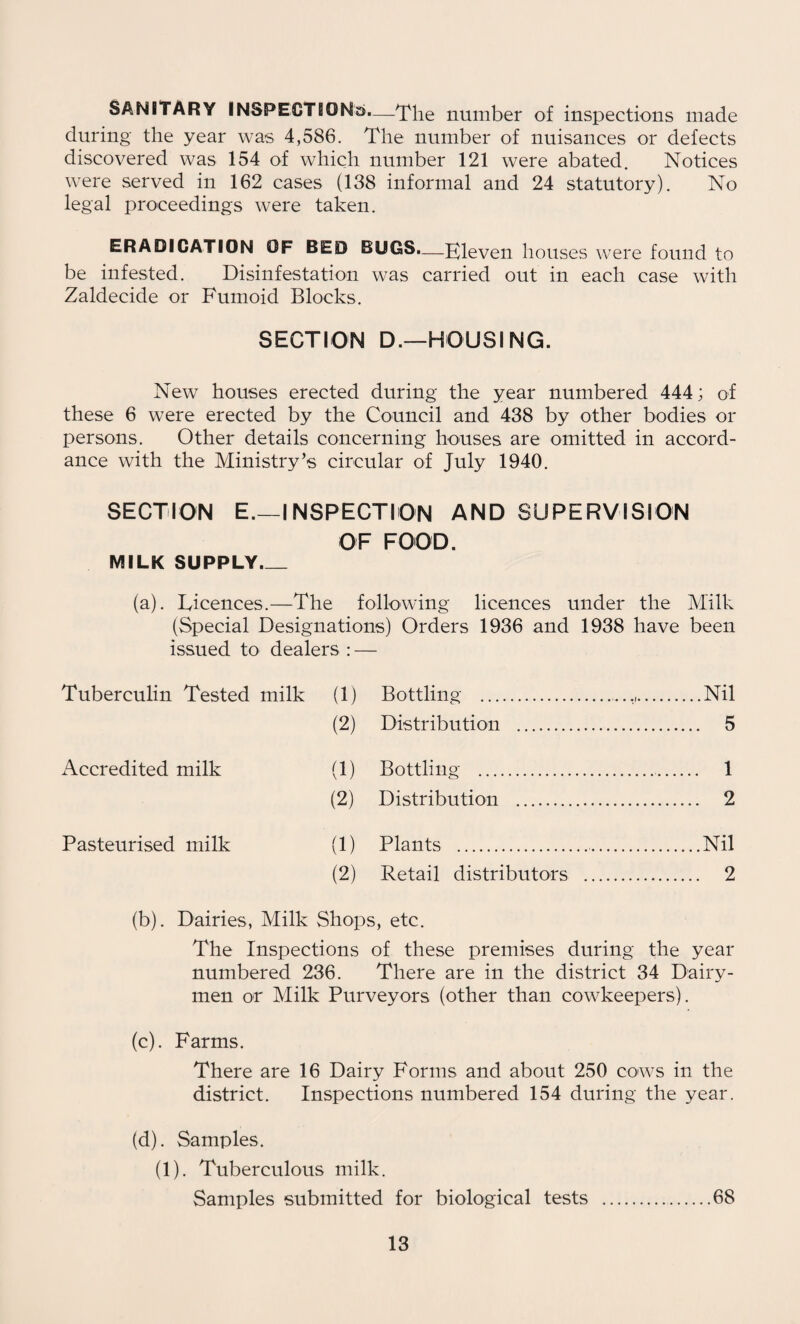 SANITARY INSPECTIONS.—The number of inspections made
during the year was 4,586. The number of nuisances or defects
discovered was 154 of which number 121 were abated. Notices
were served in 162 cases (138 informal and 24 statutory). No
legal proceedings were taken.
ERADICATION OF BED BUGS.—Eleven houses were found to
be infested. Disinfestation was carried out in each case with
Zaldecide or Fumoid Blocks.
SECTION D.—HOUSING.
New houses erected during the year numbered 444; of
these 6 were erected by the Council and 438 by other bodies or
persons. Other details concerning houses are omitted in accord-
ance with the Ministry's circular of July 1940.
SECTION E.—INSPECTION AND SUPERVISION
OF FOOD.
MILK SUPPLY.—
(a). Licences.—The following licences under the Milk
(Special Designations) Orders 1936 and 1938 have been
issued to dealers :—
Tuberculin Tested milk (1) Bottling ...............................Nil
(2) Distribution ........................... 5
Accredited milk (1) Bottling ............................... 1
(2) Distribution ........................... 2
Pasteurised milk (1) Plants ..................................Nil
(2) Retail distributors .................. 2
(b). Dairies, Milk Shops, etc.
The Inspections of these premises during the year
numbered 236. There are in the district 34 Dairy-
men or Milk Purveyors (other than cowkeepers).
(c). Farms.
There are 16 Dairy Forms and about 250 cows in the
district. Inspections numbered 154 during the year.
(d). Samples.
(1). Tuberculous milk.
Samples submitted for biological tests ................68
13